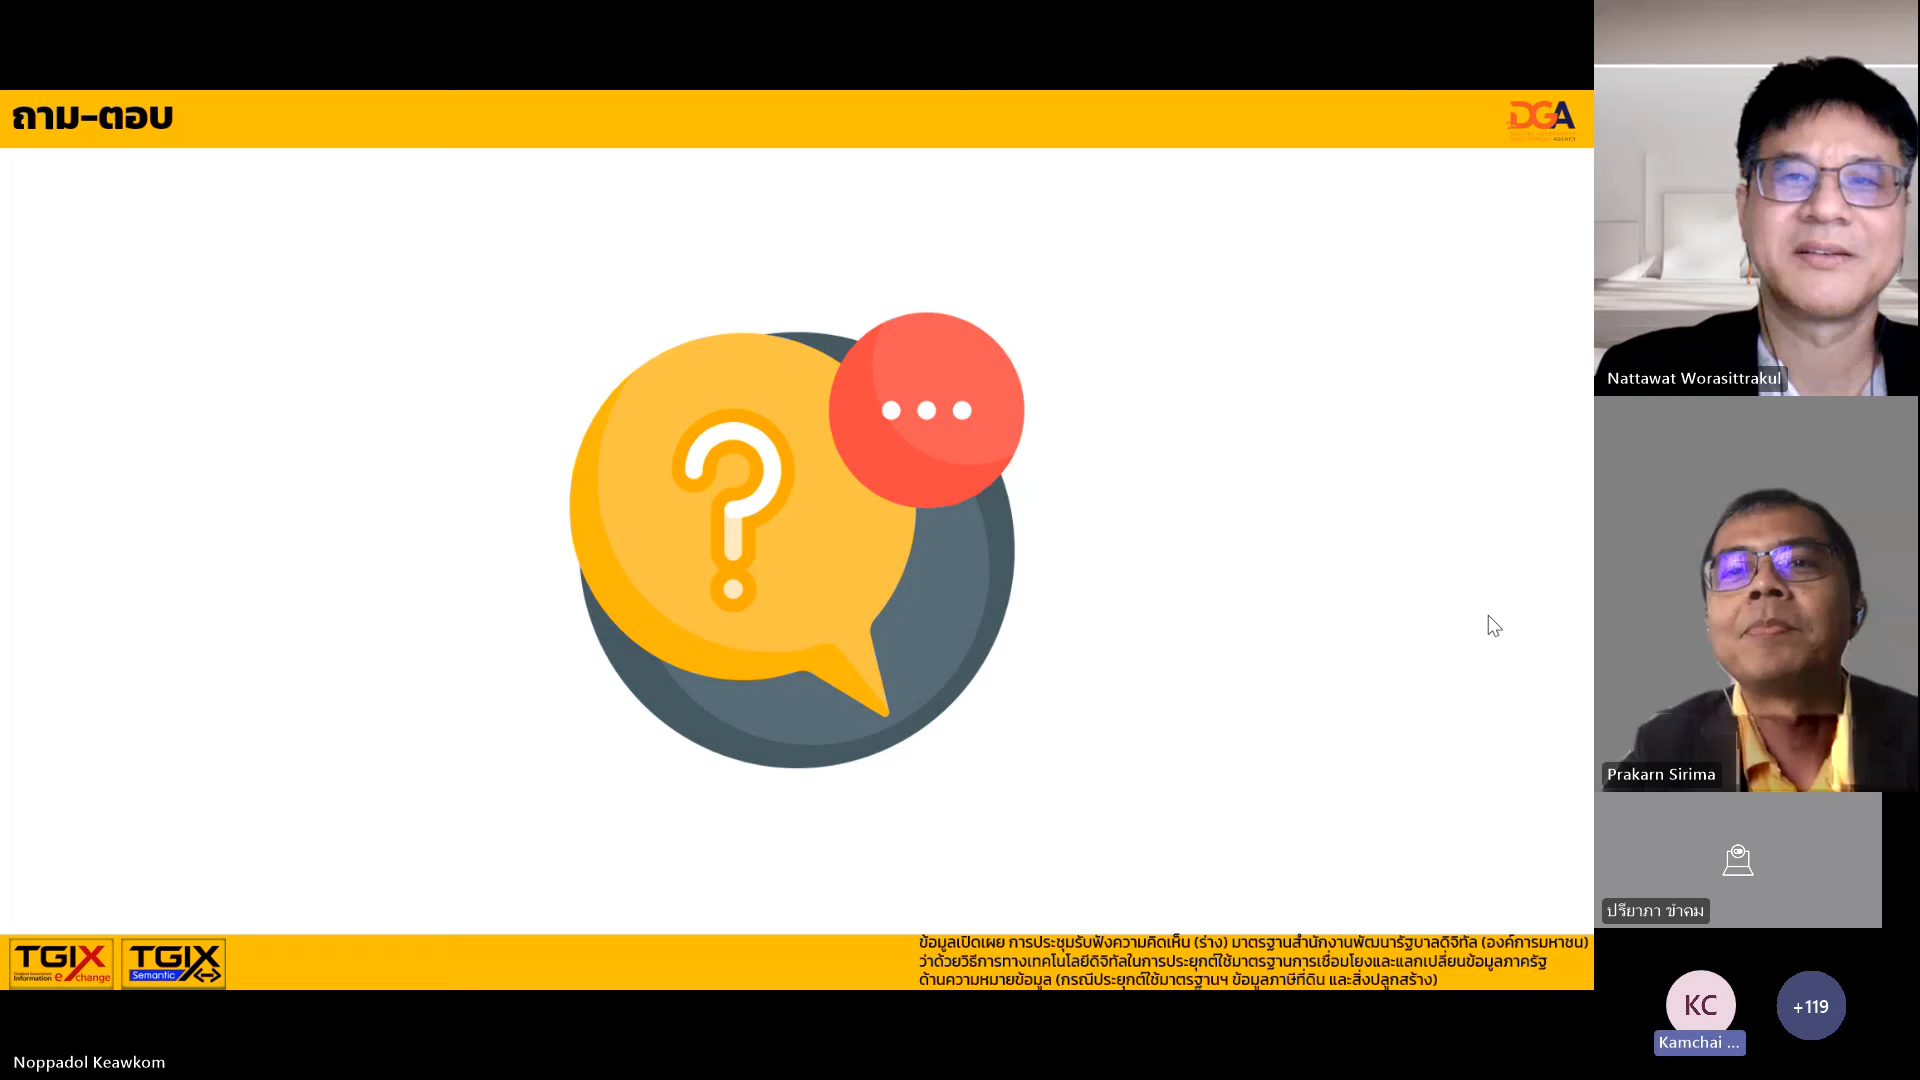 ถาม-ตอบ
DGA
AGENCY
Nattawat Worasittrakul
Prakarn Sirima
ปรียาภา ขำคม
TGIX
Information eXchange
TGIX
Semantic
ข้อมูลเปิดเผย การประชุมรับฟังความคิดเห็น (ร่าง) มาตรฐานสำนักงานพัฒนารัฐบาลดิจิทัล (องค์การมหาชน)
ว่าด้วยวิธีการทางเทคโนโลยีดิจิทัลในการประยุกต์ใช้มาตรฐานการเชื่อมโยงและแลกเปลี่ยนข้อมูลภาครัฐ
ด้านความหมายข้อมูล (กรณีประยุกต์ใช้มาตรฐานฯ ข้อมูลภาษีที่ดิน และสิ่งปลูกสร้าง)
KC
+119
Kamchai ...
Noppadol Keawkom